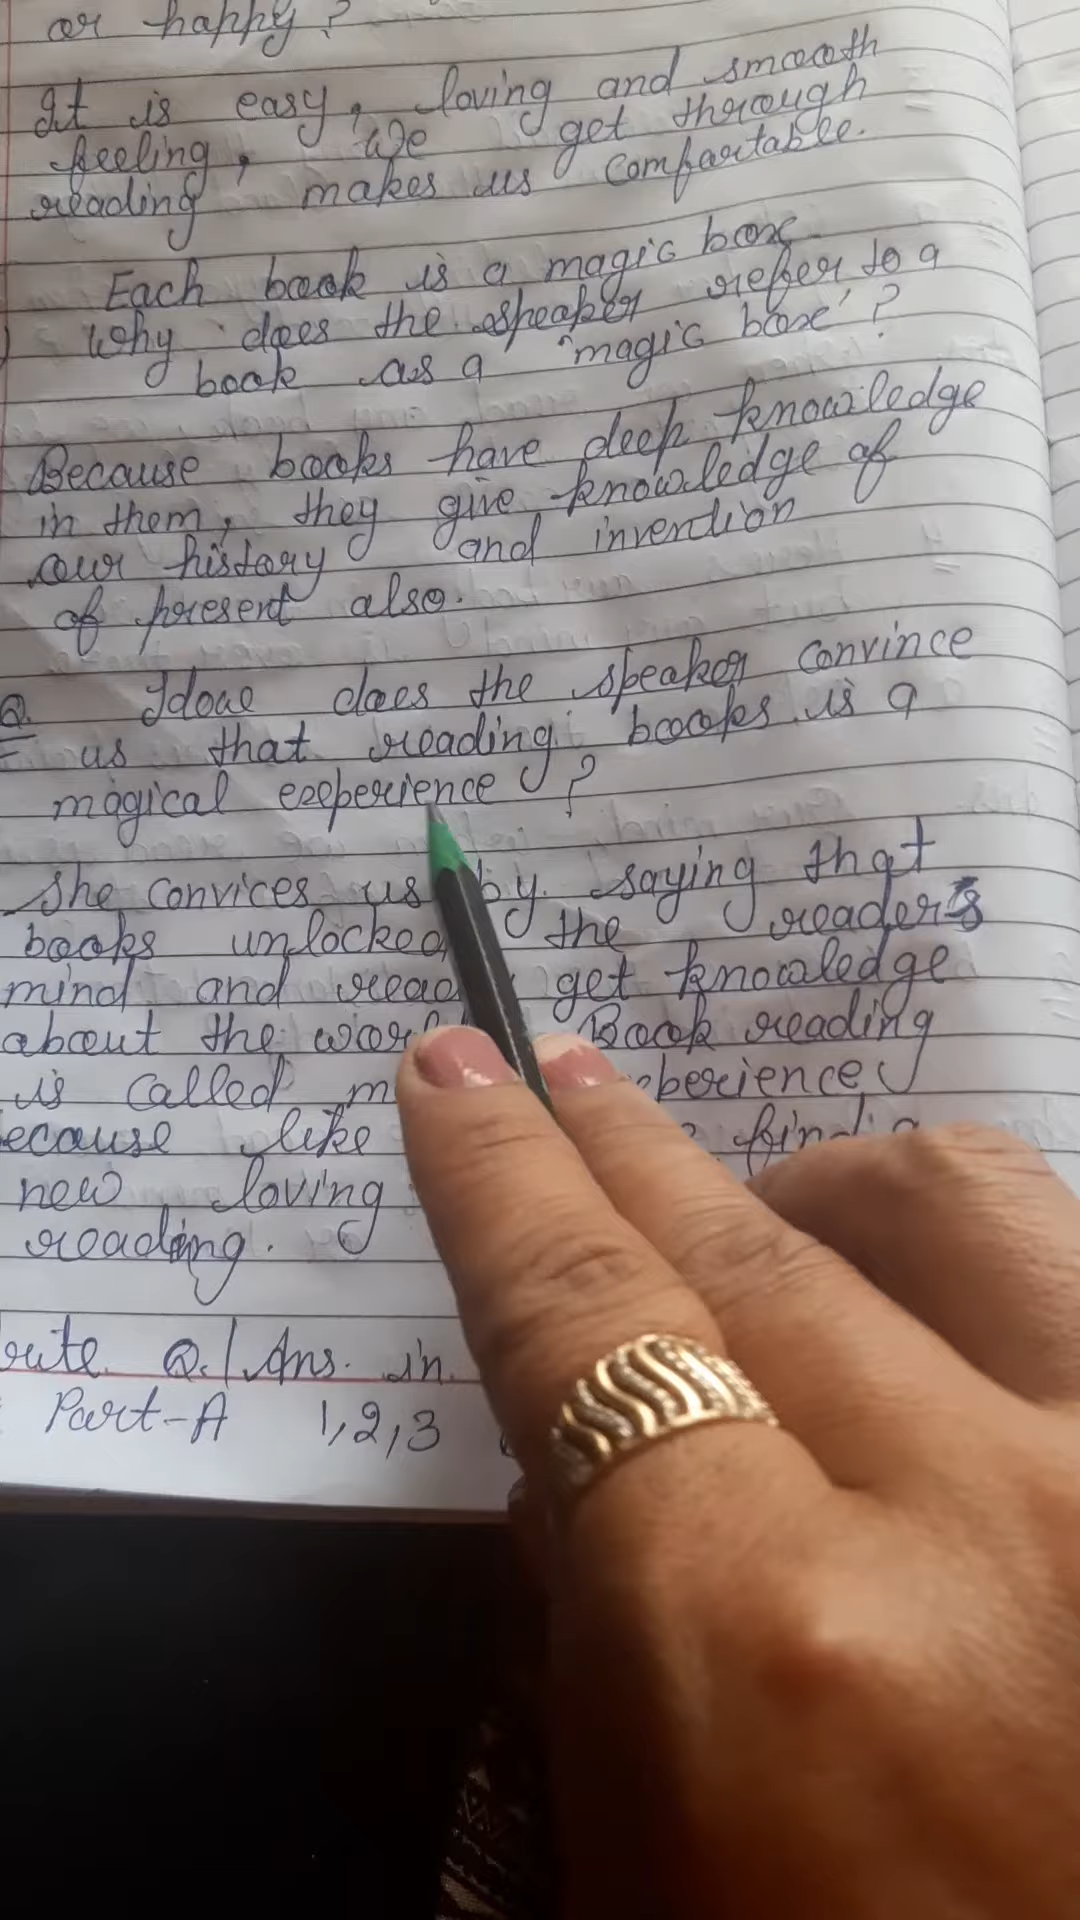 or happy?
It is easy, loving and smooth
feeling, we get through
reading makes us comfortable.
Each book is a magic box
why does the speaker refer to a
book as a 'magic box'?
Because books have deep knowledge
in them, they give knowledge of
our history and invention
of present also.
Q. How does the speaker convince
us that reading books is a
magical experience?
She convices us by saying that
books unlocked the readers
mind and get knowledge
about the Book reading
is called
like
new loving
reading.
Q./Ans. in
Part-A 1,2,3